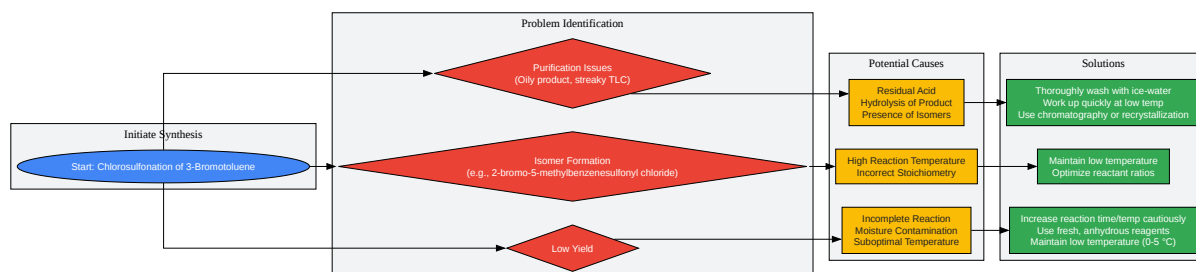 Problem Identification
Purification Issues
(Oily product, streaky TLC)
Potential Causes
Solutions
Residual Acid
Hydrolysis of Product
Presence of Isomers
Thoroughly wash with ice-water
Work up quickly at low temp
Use chromatography or recrystallization
Initiate Synthesis
Start: Chlorosulfonation of 3-Bromotoluene
Isomer Formation
(e.g., 2-bromo-5-methylbenzenesulfonyl chloride)
High Reaction Temperature
Incorrect Stoichiometry
Maintain low temperature
Optimize reactant ratios
Low Yield
Incomplete Reaction
Moisture Contamination
Suboptimal Temperature
Increase reaction time/temp cautiously
Use fresh, anhydrous reagents
Maintain low temperature (0-5 °C)